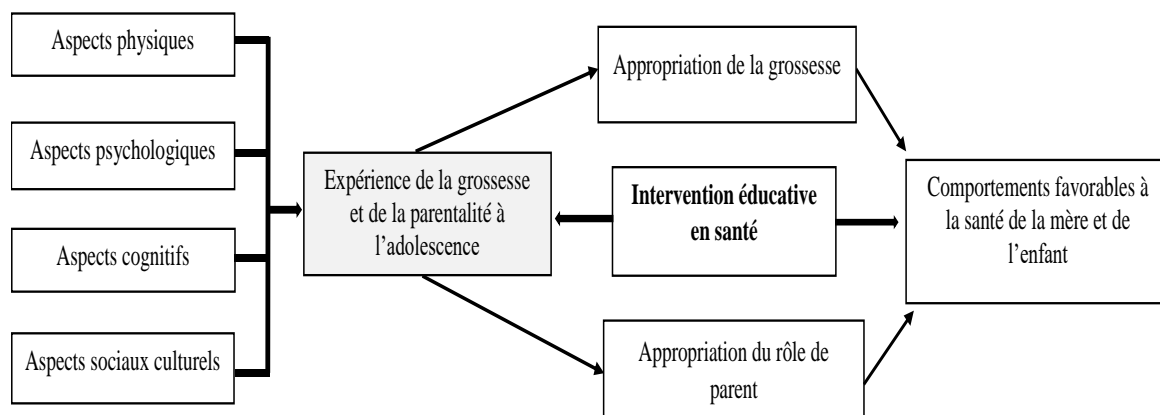 Aspects physiques
Aspects psychologiques
Aspects cognitifs
Aspects sociaux culturels
Expérience de la grossesse
et de la parentalité à
l’adolescence
Appropriation de la grossesse
Intervention éducative
en santé
Appropriation du rôle de
parent
Comportements favorables à
la santé de la mère et de
l’enfant